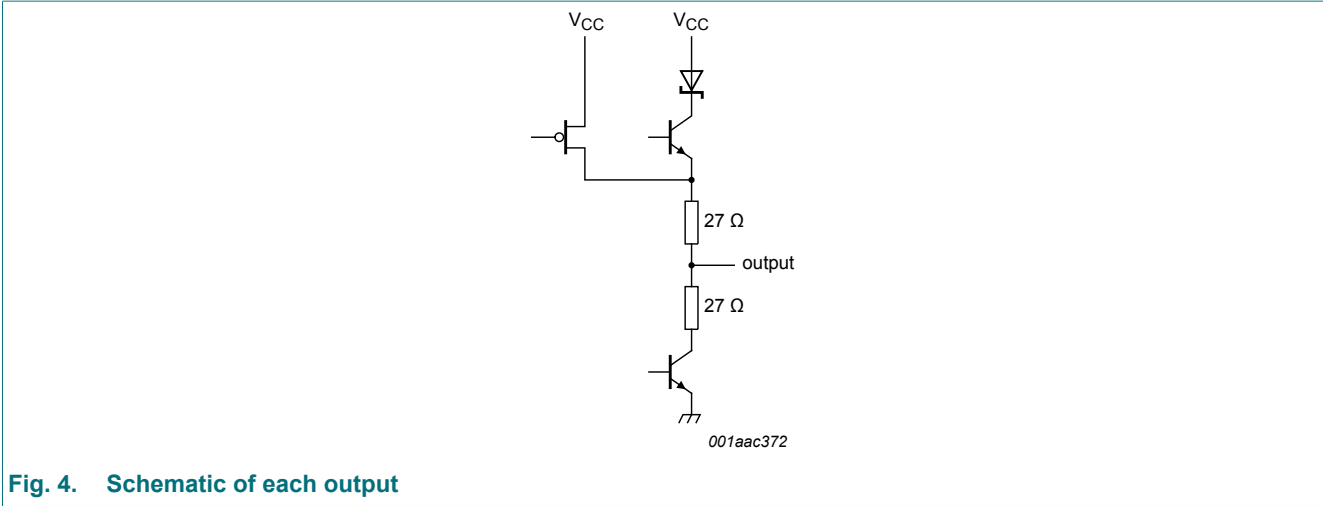 VCC VCC
27 Ω
output
27 Ω
001aac372
Fig. 4. Schematic of each output